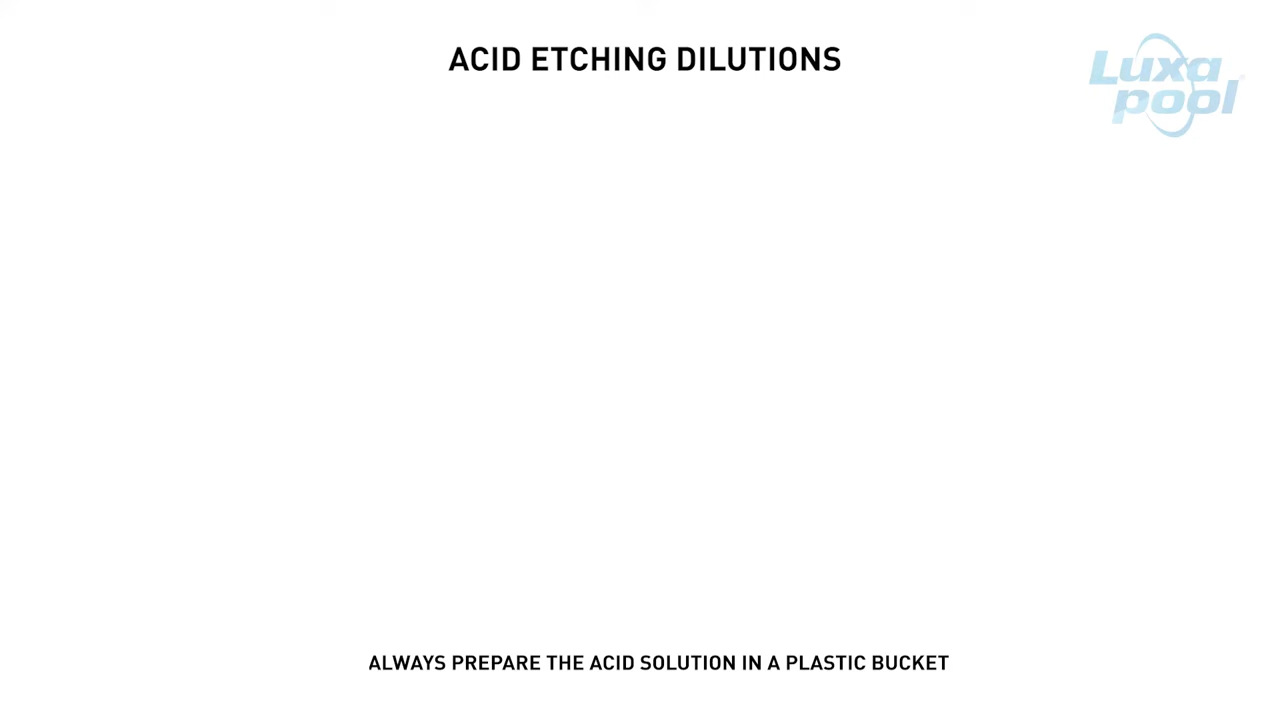 ACID ETCHING DILUTIONS
Luxa
pool
ALWAYS PREPARE THE ACID SOLUTION IN A PLASTIC BUCKET